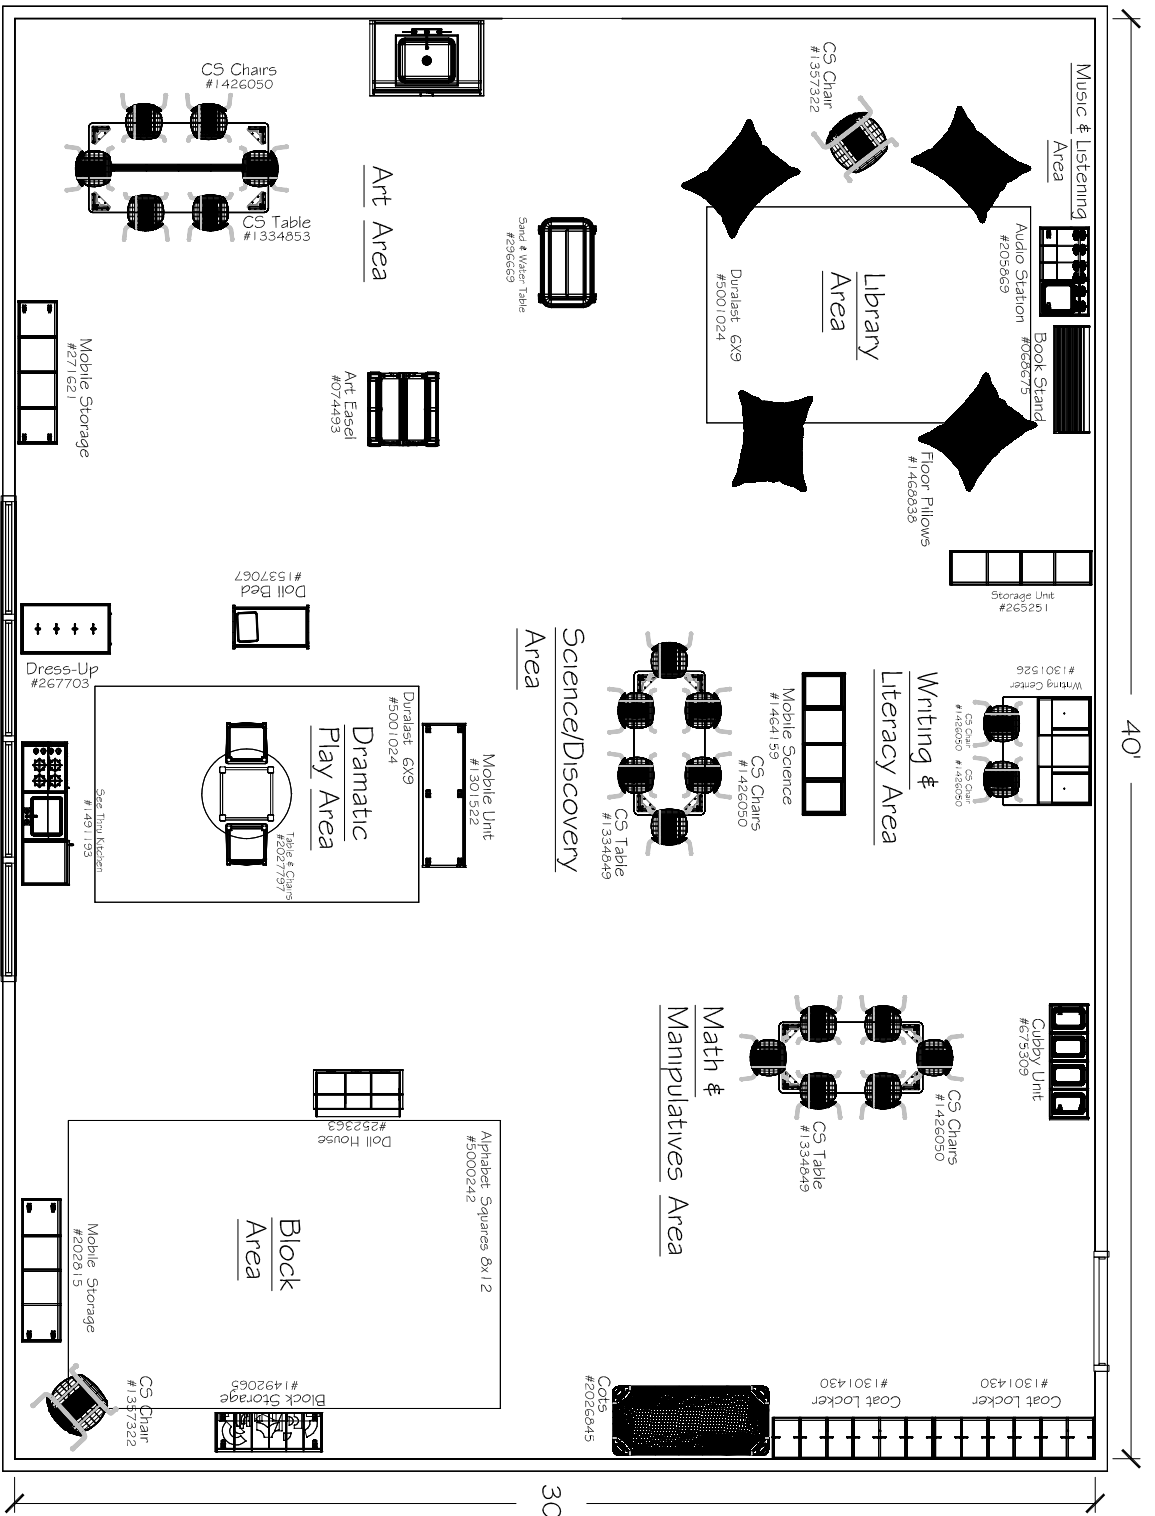 CS Chairs
#1426050
CS Table
#1334853
Art Area
Mobile Storage
#271621
Art Easel
#074493
Sand & Water Table
#296669
CS Chair
#1357322
Music & Listening
Area
Audio Station
#205869
Library
Area
Duralast 6X9
#5001024
Book Stand
#068675
Floor Pillows
#1468838
Storage Unit
#265251
Doll Bed
#1537067
Dress-Up
#267703
Dramatic
Play Area
Duralast 6X9
#5001024
Table & Chairs
#2027797
See Thru Kitchen
#1491193
Mobile Unit
#1301522
Science/Discovery
Area
CS Chairs
#1426050
CS Table
#1334849
Mobile Science
#1464159
Writing &
Literacy Area
Writing Center
#1301526
CS Chair
#1426050
CS Chair
#1426050
40'
Math &
Manipulatives Area
CS Chairs
#1426050
CS Table
#1334849
Cubby Unit
#675309
Doll House
#252363
Alphabet Squares 8x12
#5000242
Block
Area
Mobile Storage
#202815
CS Chair
#1357322
Block Storage
#1492065
Cots
#2026845
Coat Locker
#1301430
Coat Locker
#1301430
30